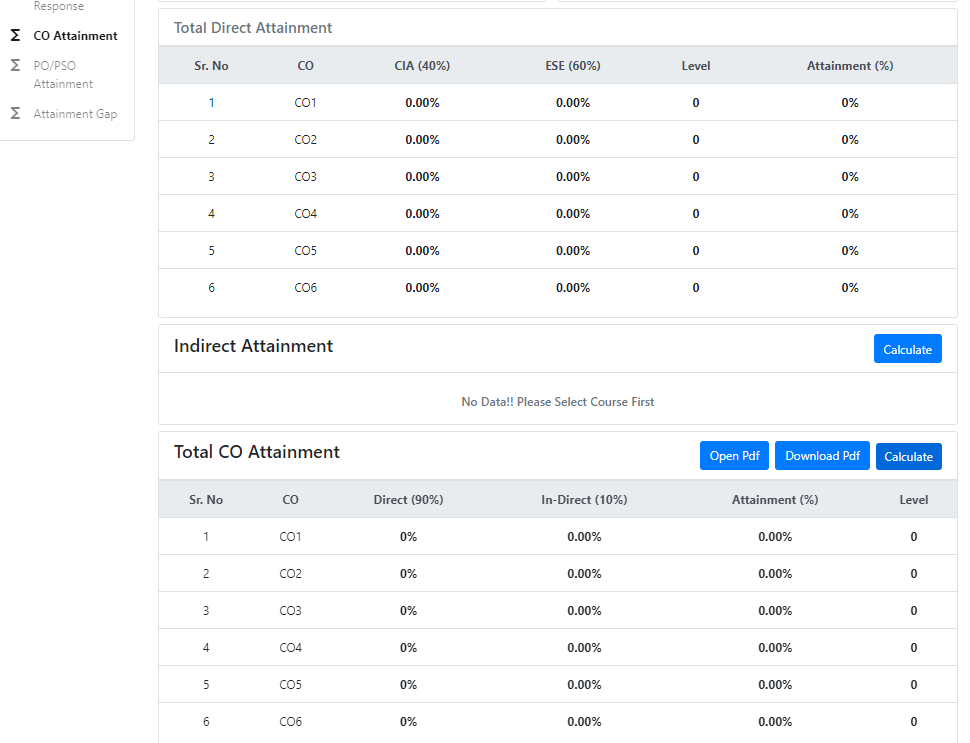 Response
CO Attainment
PO/PSO
Attainment
Attainment Gap
Total Direct Attainment
Sr. No CO CIA (40%) ESE (60%) Level Attainment (%)
1 CO1 0.00% 0.00% 0 0%
2 CO2 0.00% 0.00% 0 0%
3 CO3 0.00% 0.00% 0 0%
4 CO4 0.00% 0.00% 0 0%
5 CO5 0.00% 0.00% 0 0%
6 CO6 0.00% 0.00% 0 0%
Indirect Attainment Calculate
No Data!! Please Select Course First
Total CO Attainment Open Pdf Download Pdf Calculate
Sr. No CO Direct (90%) In-Direct (10%) Attainment (%) Level
1 CO1 0% 0.00% 0.00% 0
2 CO2 0% 0.00% 0.00% 0
3 CO3 0% 0.00% 0.00% 0
4 CO4 0% 0.00% 0.00% 0
5 CO5 0% 0.00% 0.00% 0
6 CO6 0% 0.00% 0.00% 0